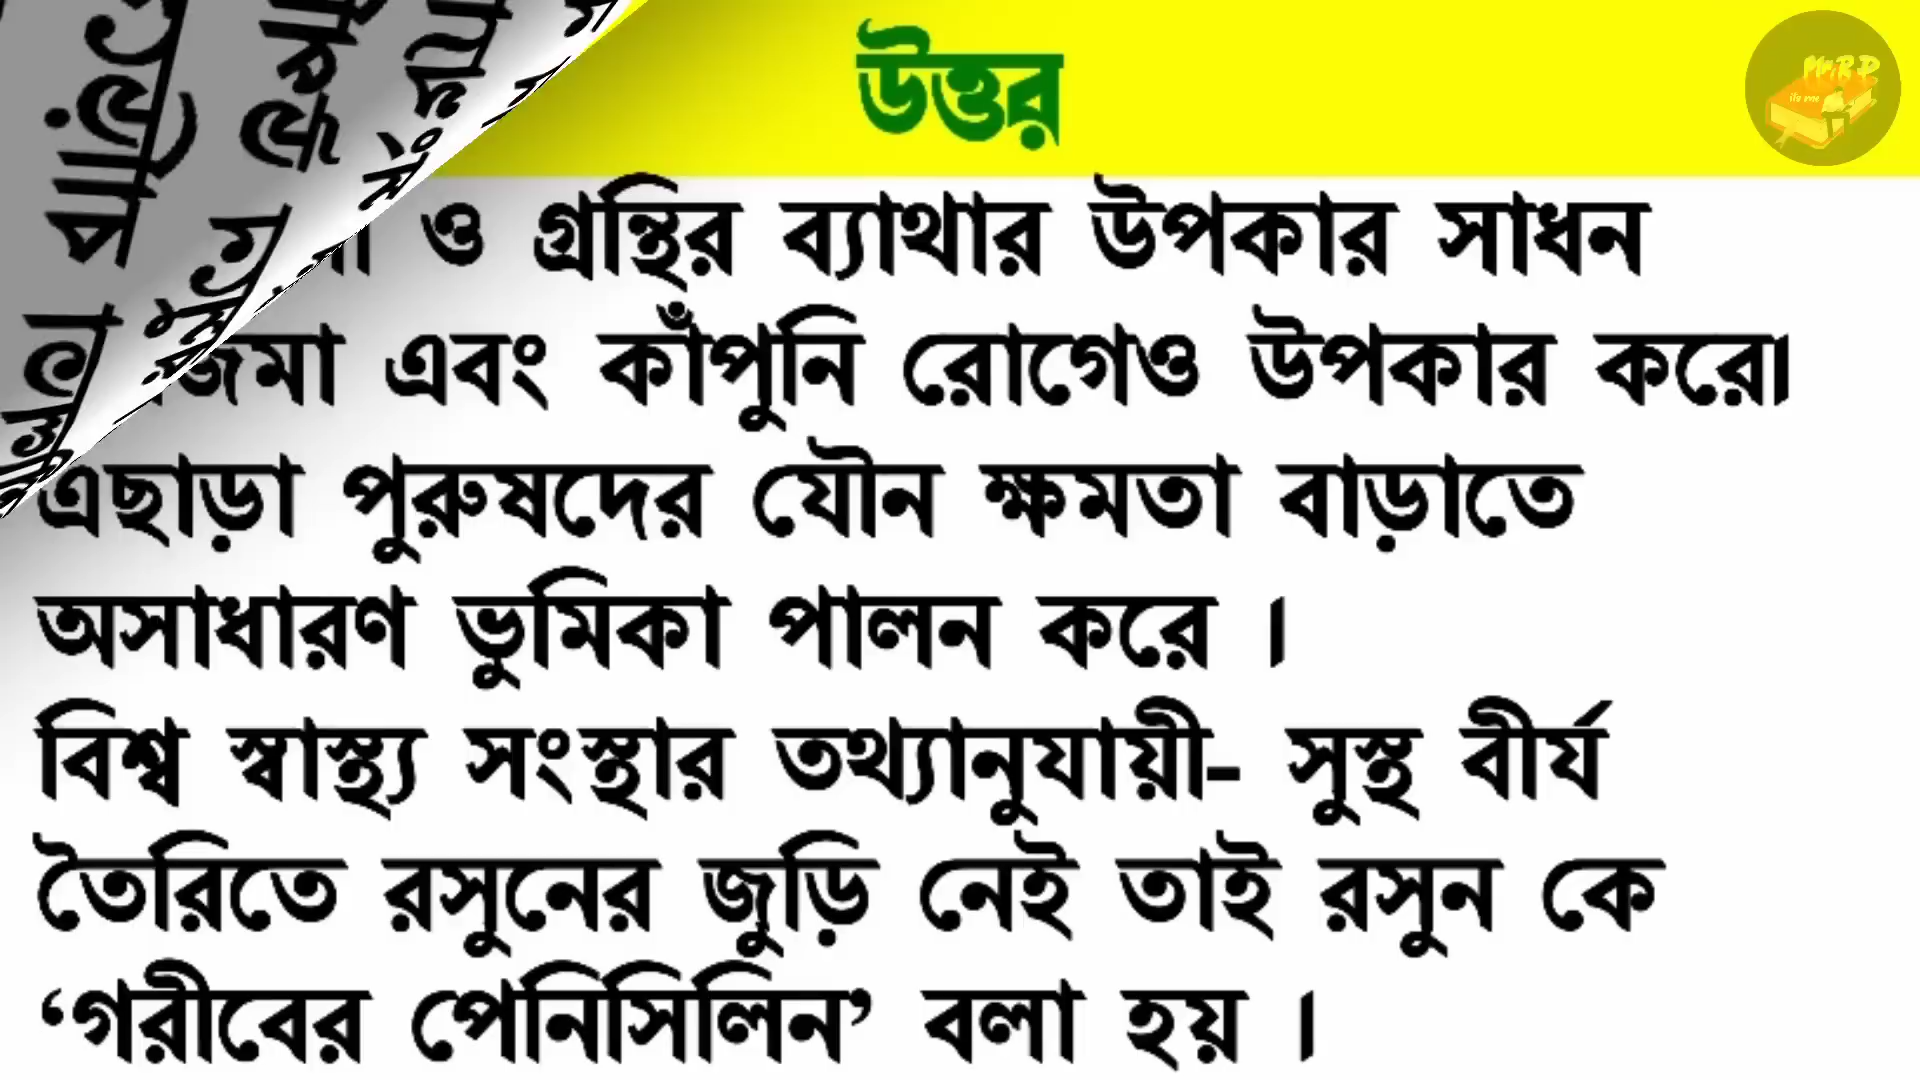 উত্তর
ও গ্রন্থির ব্যাথার উপকার সাধন
এবং কাঁপুনি রোগেও উপকার করে৷
এছাড়া পুরুষদের যৌন ক্ষমতা বাড়াতে
অসাধারণ ভুমিকা পালন করে ।
বিশ্ব স্বাস্থ্য সংস্থার তথ্যানুযায়ী- সুস্থ বীর্য
তৈরিতে রসুনের জুড়ি নেই তাই রসুন কে
‘গরীবের পেনিসিলিন’ বলা হয় ।